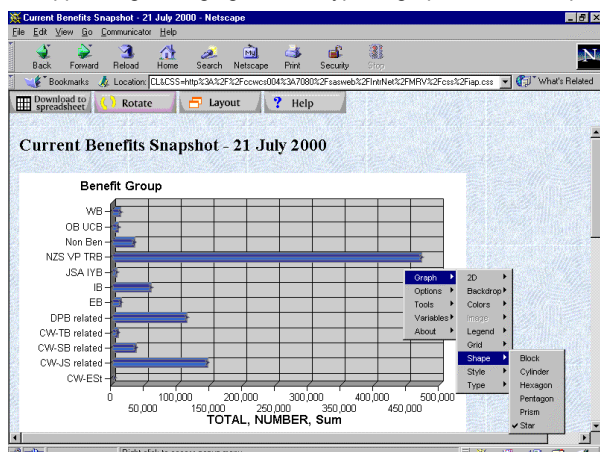 Current Benefits Snapshot - 21 July 2000 - Netscape
File Edit View Go Communicator Help
Back Forward Reload Home Search Netscape Print Security Stop
Bookmarks Location: CL&CSS=http%3A%2F%2Fccwcs004%3A7080%2Fsasweb%2FIntrNet%2FMRV%2Fcss%2Fiap.css What's Related
Download to spreadsheet Rotate Layout ? Help
Current Benefits Snapshot - 21 July 2000
Benefit Group
WB
OB UCB
Non Ben
NZS VP TRB
JSA IYB
IB
EB
DPB related
CW-TB related
CW-SB related
CW-JS related
CW-ESt
0 100,000 200,000 300,000 400,000 500,000
50,000 150,000 250,000 350,000 450,000
TOTAL, NUMBER, Sum
Graph
Options
Tools
Variables
About
2D
Backdrop
Colors
Image
Legend
Grid
Shape
Style
Type
Block
Cylinder
Hexagon
Pentagon
Prism
Star